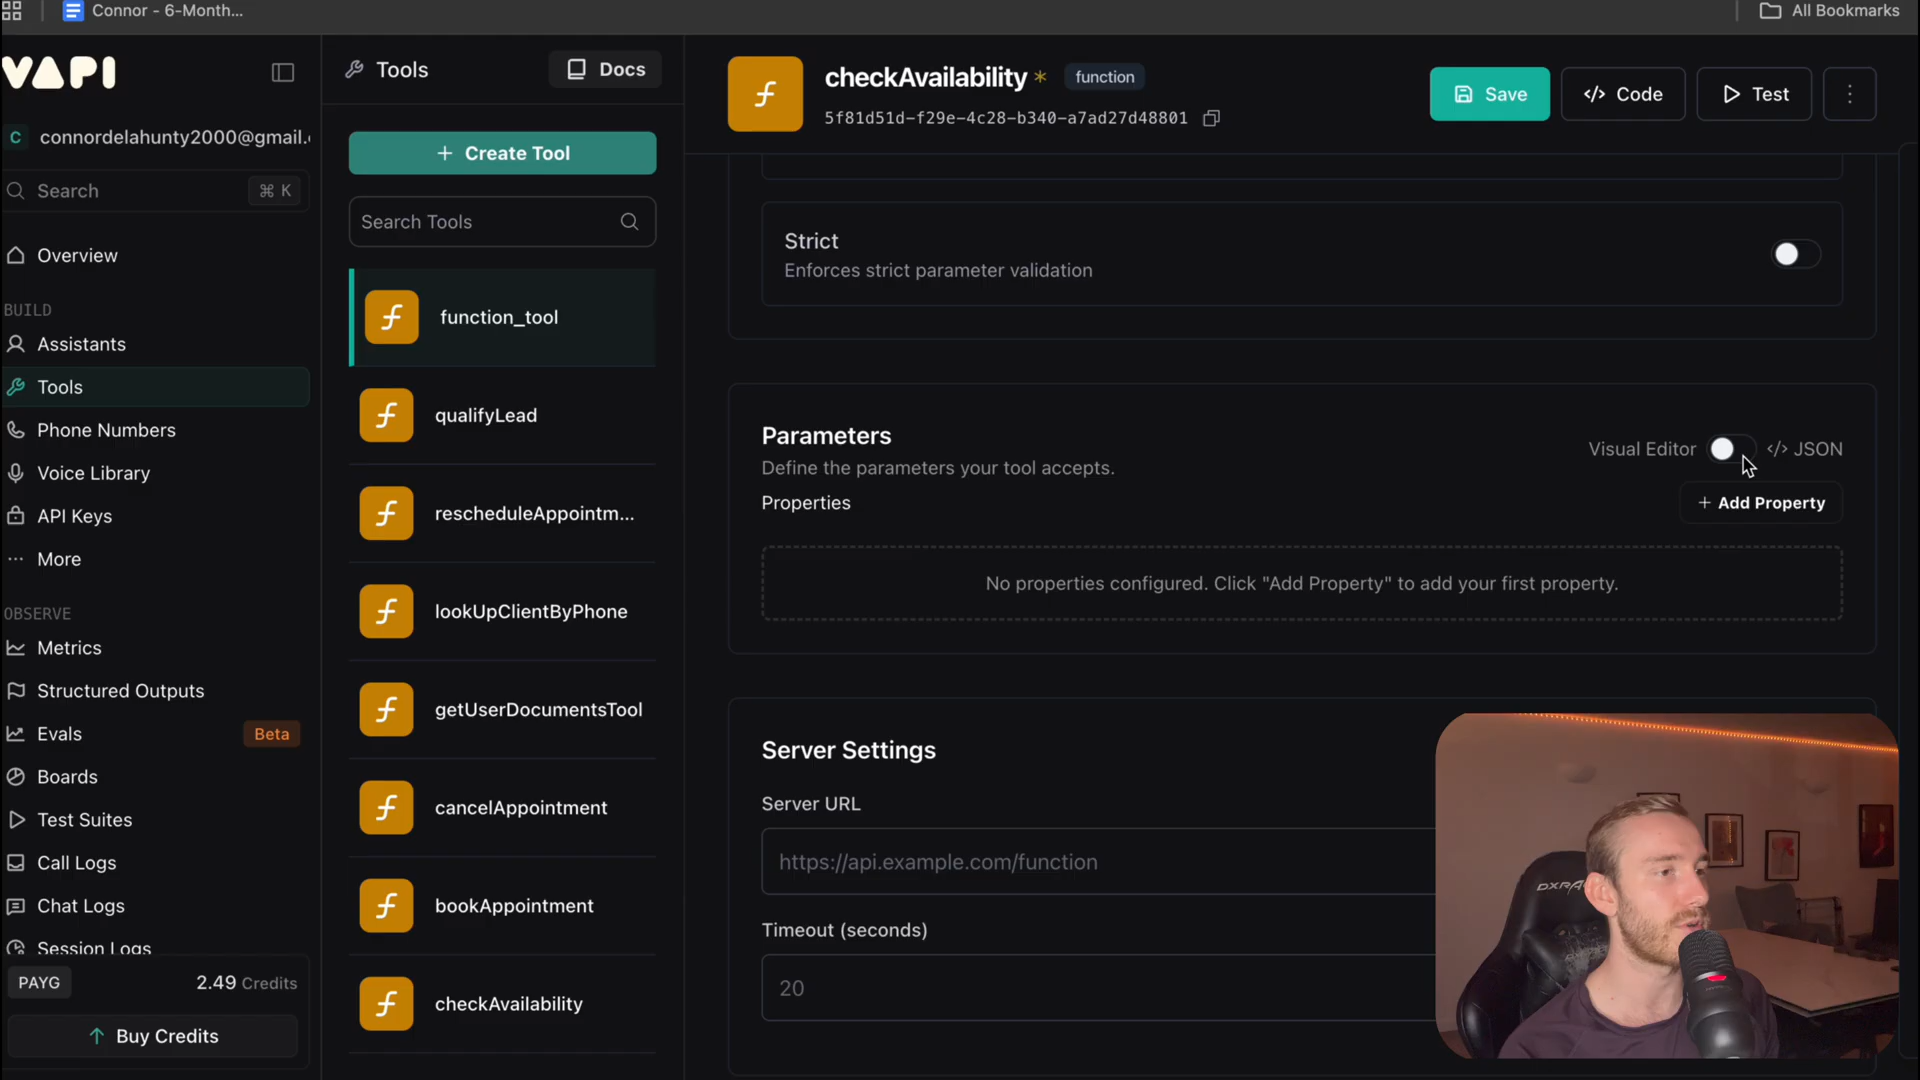 Connor - 6-Month...
All Bookmarks
VAPI
C connordelahunty2000@gmail.
Search ⌘ K
Overview
BUILD
Assistants
Tools
Phone Numbers
Voice Library
API Keys
More
OBSERVE
Metrics
Structured Outputs
Evals Beta
Boards
Test Suites
Call Logs
Chat Logs
Session Logs
PAYG 2.49 Credits
Buy Credits
Tools
Docs
+ Create Tool
Search Tools
function_tool
qualifyLead
rescheduleAppointm...
lookUpClientByPhone
getUserDocumentsTool
cancelAppointment
bookAppointment
checkAvailability
checkAvailability * function
5f81d51d-f29e-4c28-b340-a7ad27d48801
Save
</> Code
Test
Strict
Enforces strict parameter validation
Parameters
Define the parameters your tool accepts.
Visual Editor </> JSON
Properties
+ Add Property
No properties configured. Click "Add Property" to add your first property.
Server Settings
Server URL
https://api.example.com/function
Timeout (seconds)
20